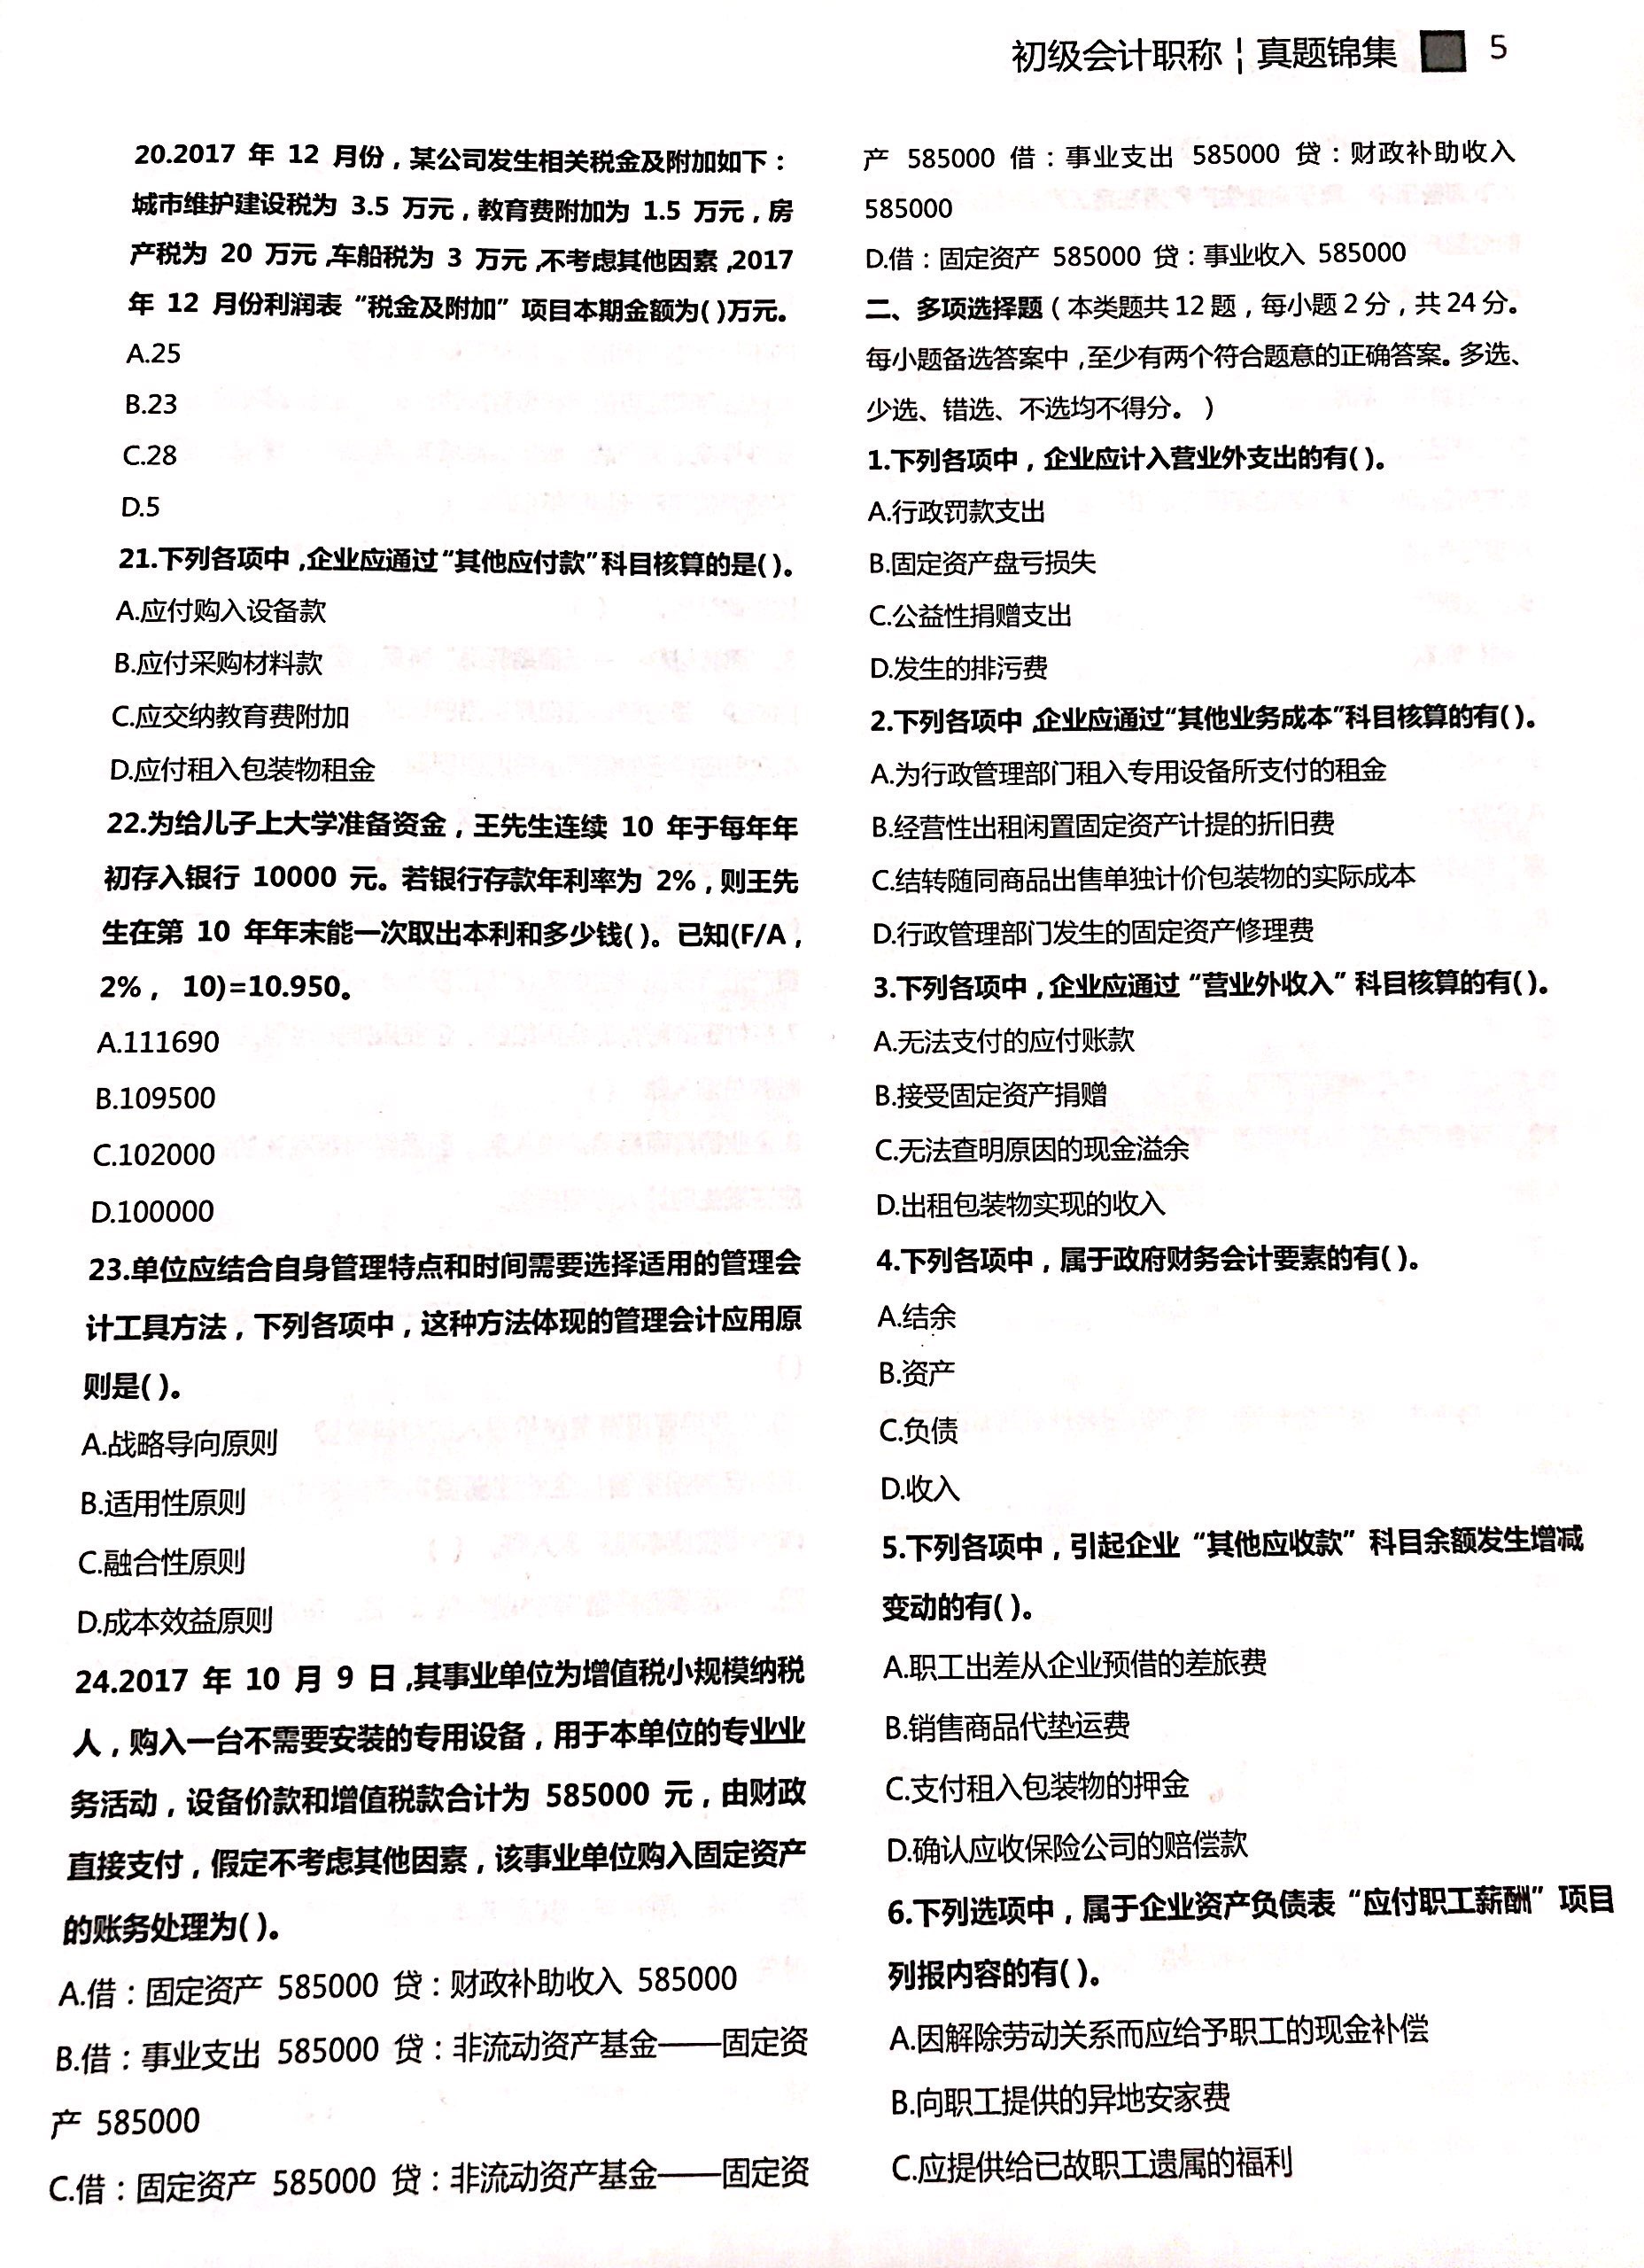 初级会计职称¦真题锦集 5
20.2017 年 12 月份，某公司发生相关税金及附加如下：
城市维护建设税为 3.5 万元，教育费附加为 1.5 万元，房
产税为 20 万元，车船税为 3 万元，不考虑其他因素，2017
年 12 月份利润表“税金及附加”项目本期金额为( )万元。
A.25
B.23
C.28
D.5
21.下列各项中，企业应通过“其他应付款”科目核算的是( )。
A.应付购入设备款
B.应付采购材料款
C.应交纳教育费附加
D.应付租入包装物租金
22.为给儿子上大学准备资金，王先生连续 10 年于每年年
初存入银行 10000 元。若银行存款年利率为 2%，则王先
生在第 10 年年末能一次取出本利和多少钱( )。已知(F/A，
2%， 10)=10.950。
A.111690
B.109500
C.102000
D.100000
23.单位应结合自身管理特点和时间需要选择适用的管理会
计工具方法，下列各项中，这种方法体现的管理会计应用原
则是( )。
A.战略导向原则
B.适用性原则
C.融合性原则
D.成本效益原则
24.2017 年 10 月 9 日，其事业单位为增值税小规模纳税
人，购入一台不需要安装的专用设备，用于本单位的专业业
务活动，设备价款和增值税款合计为 585000 元，由财政
直接支付，假定不考虑其他因素，该事业单位购入固定资产
的账务处理为( )。
A.借：固定资产 585000 贷：财政补助收入 585000
B.借：事业支出 585000 贷：非流动资产基金——固定资
产 585000
C.借：固定资产 585000 贷：非流动资产基金——固定资
产 585000 借：事业支出 585000 贷：财政补助收入
585000
D.借：固定资产 585000 贷：事业收入 585000
二、多项选择题（本类题共12题，每小题2分，共24分。
每小题备选答案中，至少有两个符合题意的正确答案。多选、
少选、错选、不选均不得分。）
1.下列各项中，企业应计入营业外支出的有( )。
A.行政罚款支出
B.固定资产盘亏损失
C.公益性捐赠支出
D.发生的排污费
2.下列各项中，企业应通过“其他业务成本”科目核算的有( )。
A.为行政管理部门租入专用设备所支付的租金
B.经营性出租闲置固定资产计提的折旧费
C.结转随同商品出售单独计价包装物的实际成本
D.行政管理部门发生的固定资产修理费
3.下列各项中，企业应通过“营业外收入”科目核算的有( )。
A.无法支付的应付账款
B.接受固定资产捐赠
C.无法查明原因的现金溢余
D.出租包装物实现的收入
4.下列各项中，属于政府财务会计要素的有( )。
A.结余
B.资产
C.负债
D.收入
5.下列各项中，引起企业“其他应收款”科目余额发生增减
变动的有( )。
A.职工出差从企业预借的差旅费
B.销售商品代垫运费
C.支付租入包装物的押金
D.确认应收保险公司的赔偿款
6.下列选项中，属于企业资产负债表“应付职工薪酬”项目
列报内容的有( )。
A.因解除劳动关系而应给予职工的现金补偿
B.向职工提供的异地安家费
C.应提供给已故职工遗属的福利